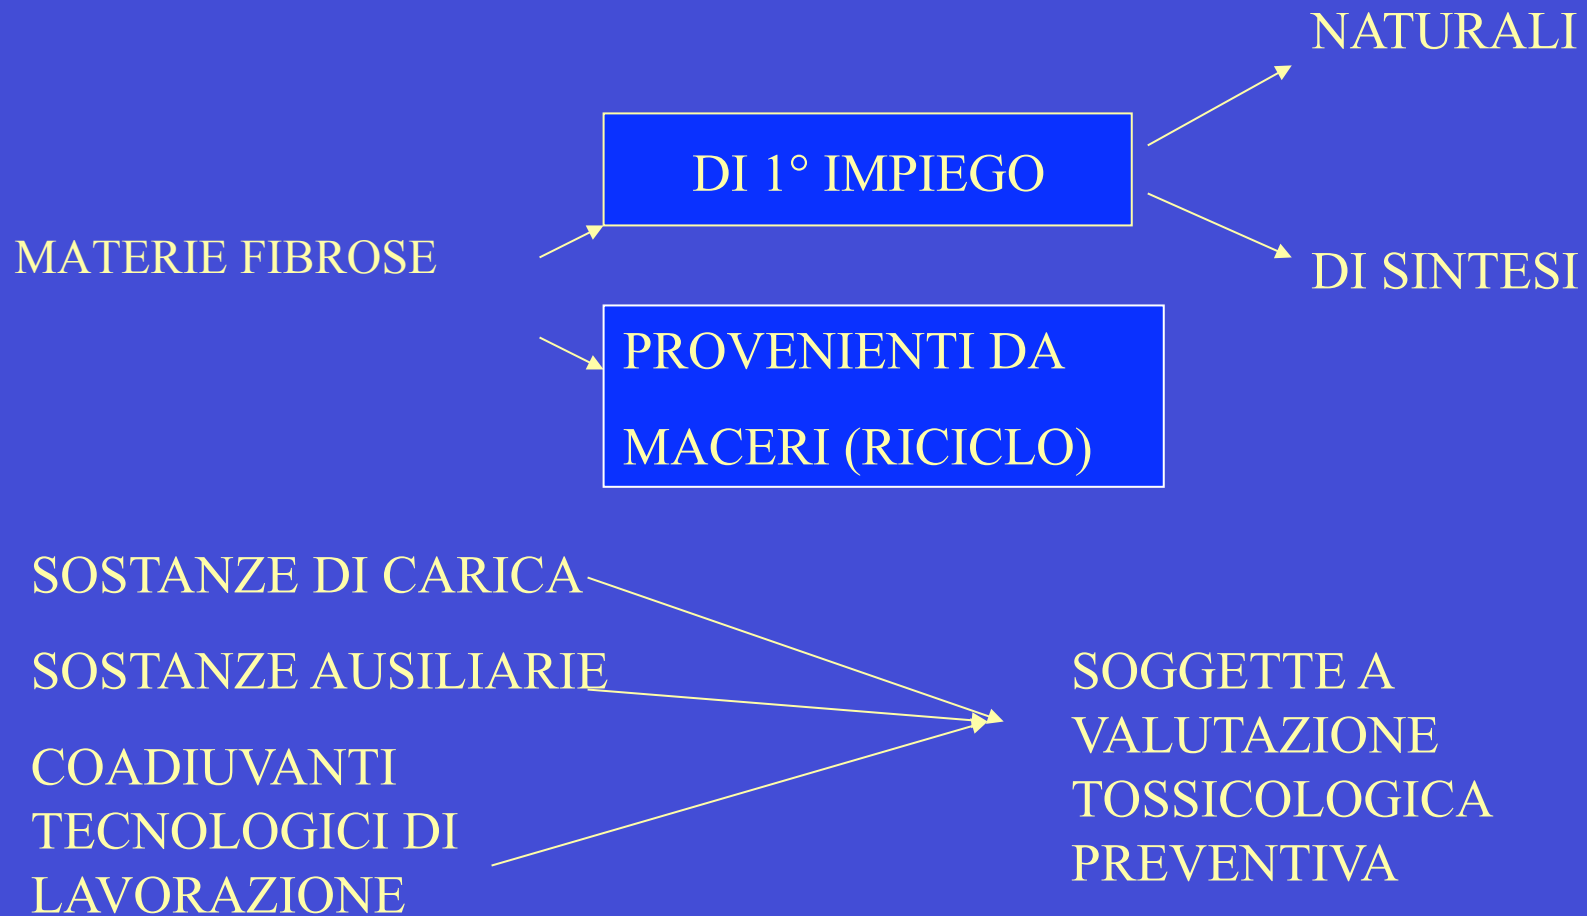 NATURALI
DI 1° IMPIEGO
MATERIE FIBROSE
DI SINTESI
PROVENIENTI DA
MACERI (RICICLO)
SOSTANZE DI CARICA
SOSTANZE AUSILIARIE
COADIUVANTI
TECNOLOGICI DI
LAVORAZIONE
SOGGETTE A
VALUTAZIONE
TOSSICOLOGICA
PREVENTIVA